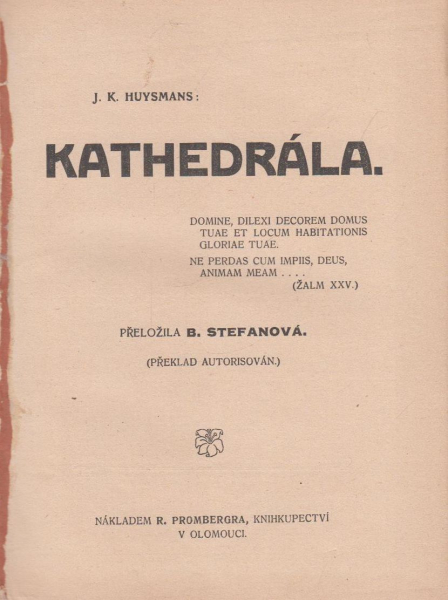 J. K. HUYSMANS:
KATHEDRÁLA.
DOMINE, DILEXI DECOREM DOMUS
TUAE ET LOCUM HABITATIONIS
GLORIAE TUAE.
NE PERDAS CUM IMPIIS, DEUS,
ANIMAM MEAM . . . .
(ŽALM XXV.)
PŘELOŽILA B. STEFANOVÁ.
(PŘEKLAD AUTORISOVÁN.)
NÁKLADEM R. PROMBERGRA, KNIHKUPECTVÍ
V OLOMOUCI.